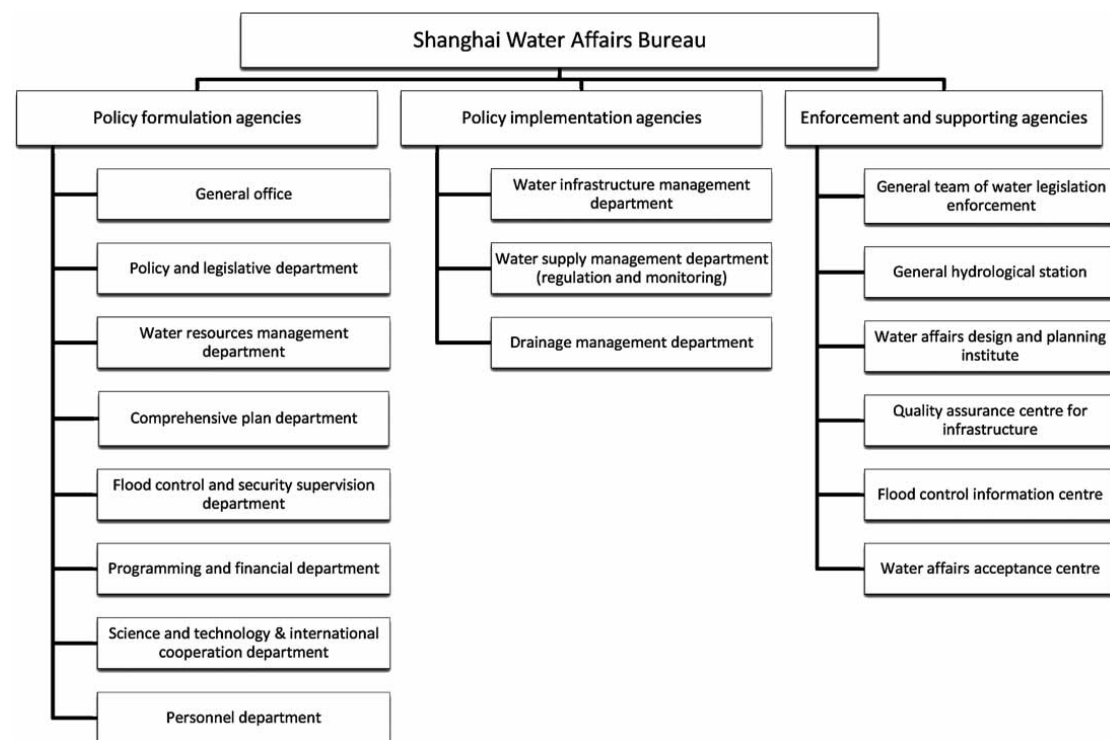 Shanghai Water Affairs Bureau
Policy formulation agencies
General office
Policy and legislative department
Water resources management
department
Comprehensive plan department
Flood control and security supervision
department
Programming and financial department
Science and technology & international
cooperation department
Personnel department
Policy implementation agencies
Water infrastructure management
department
Water supply management department
(regulation and monitoring)
Drainage management department
Enforcement and supporting agencies
General team of water legislation
enforcement
General hydrological station
Water affairs design and planning
institute
Quality assurance centre for
infrastructure
Flood control information centre
Water affairs acceptance centre